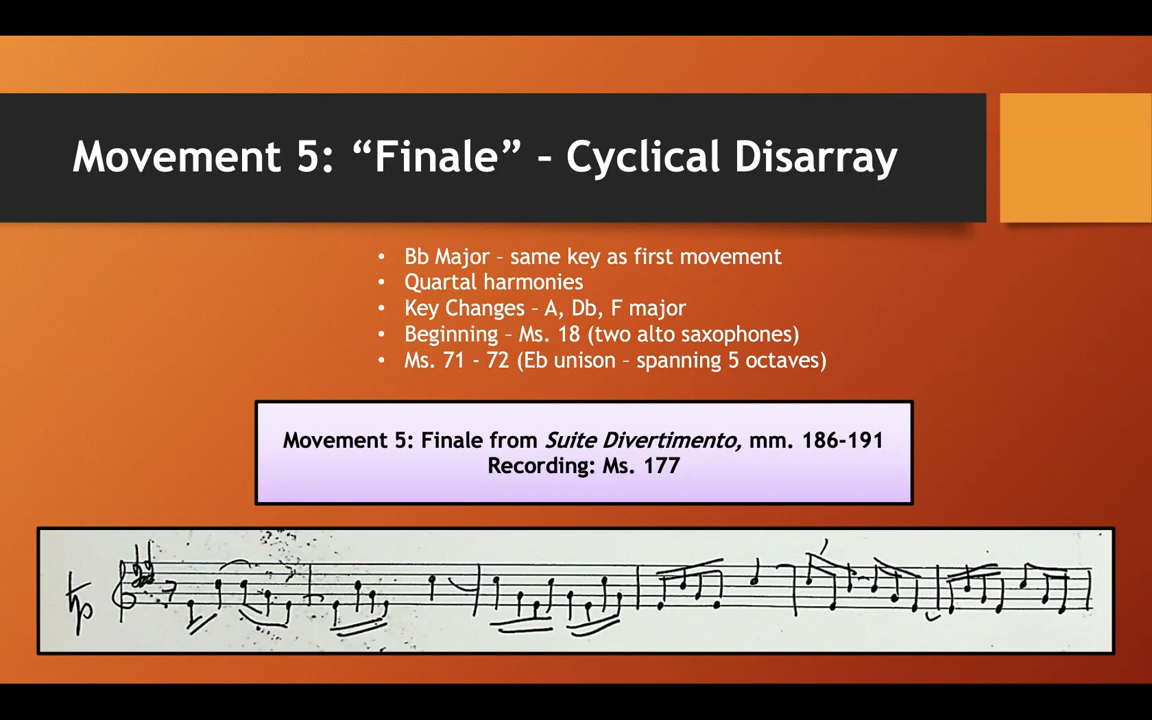 Movement 5: “Finale” – Cyclical Disarray
• Bb Major – same key as first movement
• Quartal harmonies
• Key Changes – A, Db, F major
• Beginning – Ms. 18 (two alto saxophones)
• Ms. 71 - 72 (Eb unison – spanning 5 octaves)
Movement 5: Finale from Suite Divertimento, mm. 186-191
Recording: Ms. 177